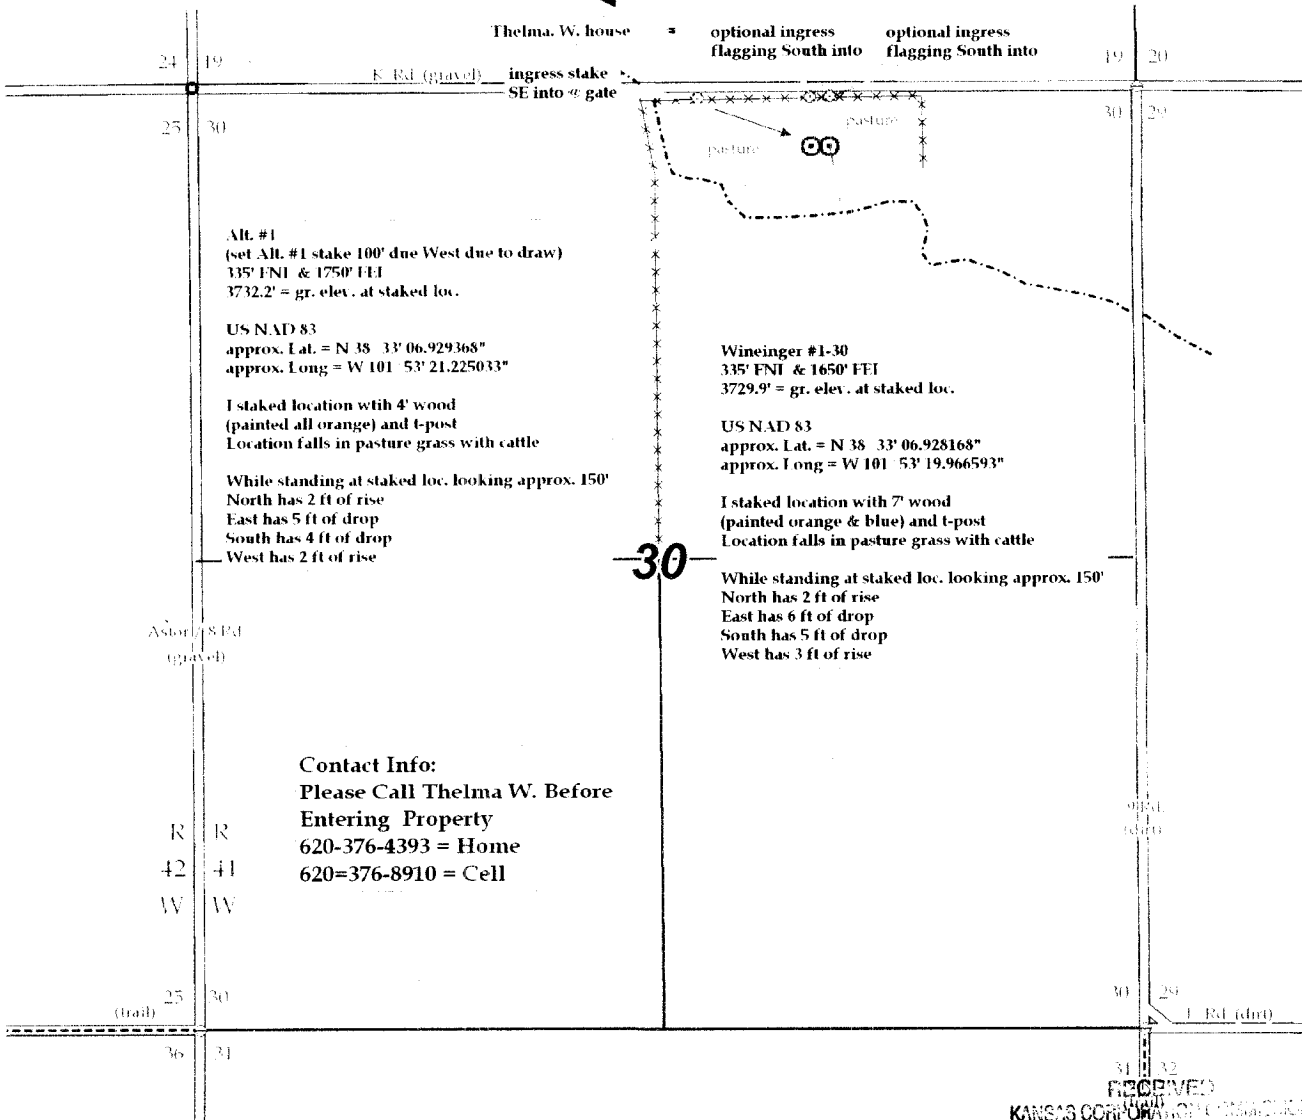 Thelma. W. house
=
optional ingress
flagging South into
optional ingress
flagging South into
24 19
19 20
K Rd (gravel)
ingress stake
SE into @ gate
25 30
30 29
pasture
pasture
Alt. #1
(set Alt. #1 stake 100' due West due to draw)
335' FNL & 1750' FEL
3732.2' = gr. elev. at staked loc.
US NAD 83
approx. Lat. = N 38 33' 06.929368"
approx. Long = W 101 53' 21.225033"
I staked location wtih 4' wood
(painted all orange) and t-post
Location falls in pasture grass with cattle
While standing at staked loc. looking approx. 150'
North has 2 ft of rise
East has 5 ft of drop
South has 4 ft of drop
West has 2 ft of rise
Wineinger #1-30
335' FNL & 1650' FEL
3729.9' = gr. elev. at staked loc.
US NAD 83
approx. Lat. = N 38 33' 06.928168"
approx. Long = W 101 53' 19.966593"
I staked location with 7' wood
(painted orange & blue) and t-post
Location falls in pasture grass with cattle
While standing at staked loc. looking approx. 150'
North has 2 ft of rise
East has 6 ft of drop
South has 5 ft of drop
West has 3 ft of rise
30
Rd
(gravel)
Contact Info:
Please Call Thelma W. Before
Entering Property
620-376-4393 = Home
620=376-8910 = Cell
Rd.
(dirt)
R R
42 41
W W
25 30
(trail)
36 31
30 29
Rd (dirt)
31 32
RECEIVED
KANSAS